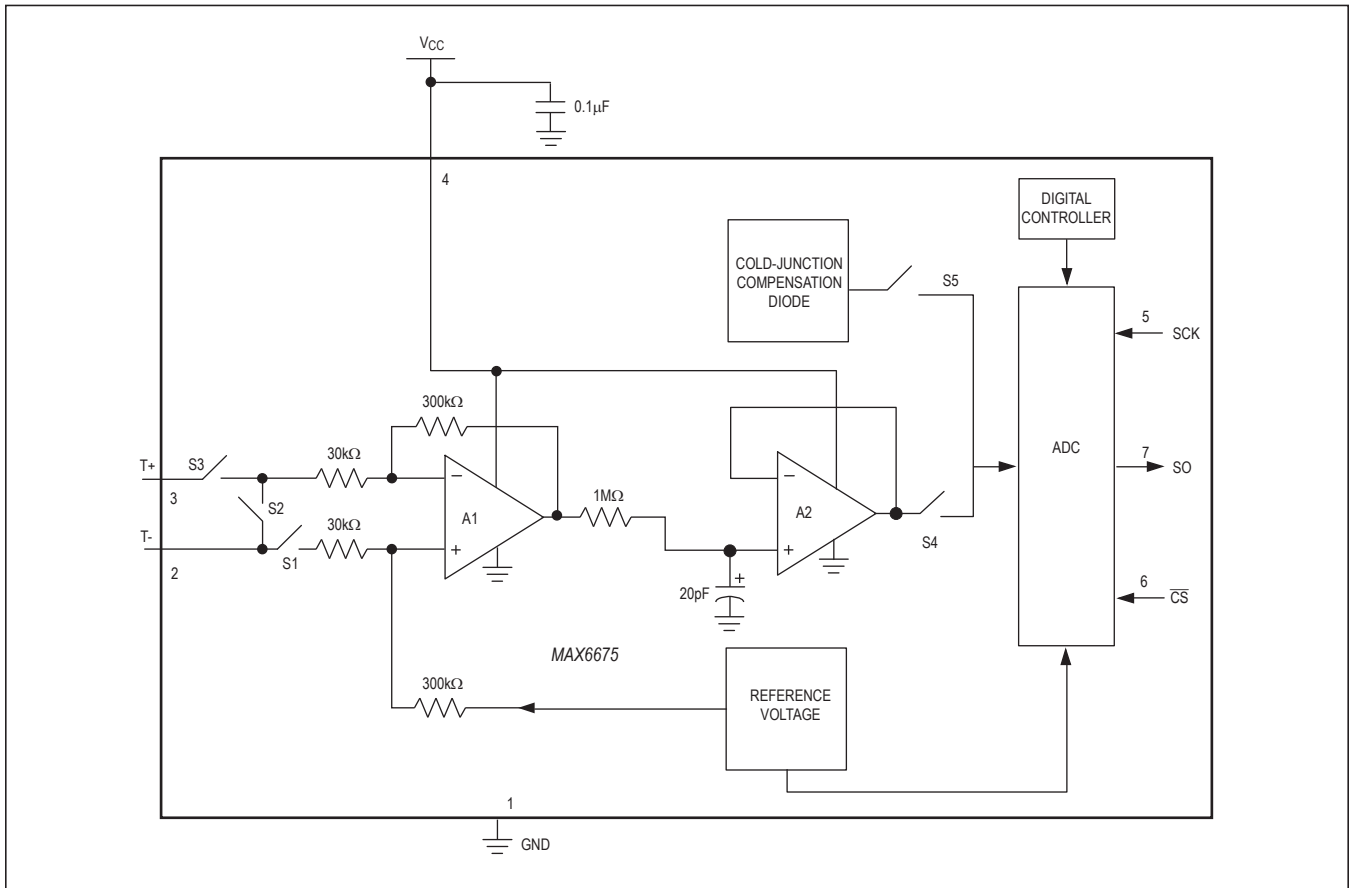 VCC
0.1μF
4
DIGITAL
CONTROLLER
COLD-JUNCTION
COMPENSATION
DIODE
S5
5
SCK
300kΩ
30kΩ
T+
S3
3
S2
−
A1
+
1MΩ
−
A2
+
S4
ADC
7
SO
T-
2
S1
30kΩ
20pF
+
6
CS
MAX6675
300kΩ
REFERENCE
VOLTAGE
1
GND